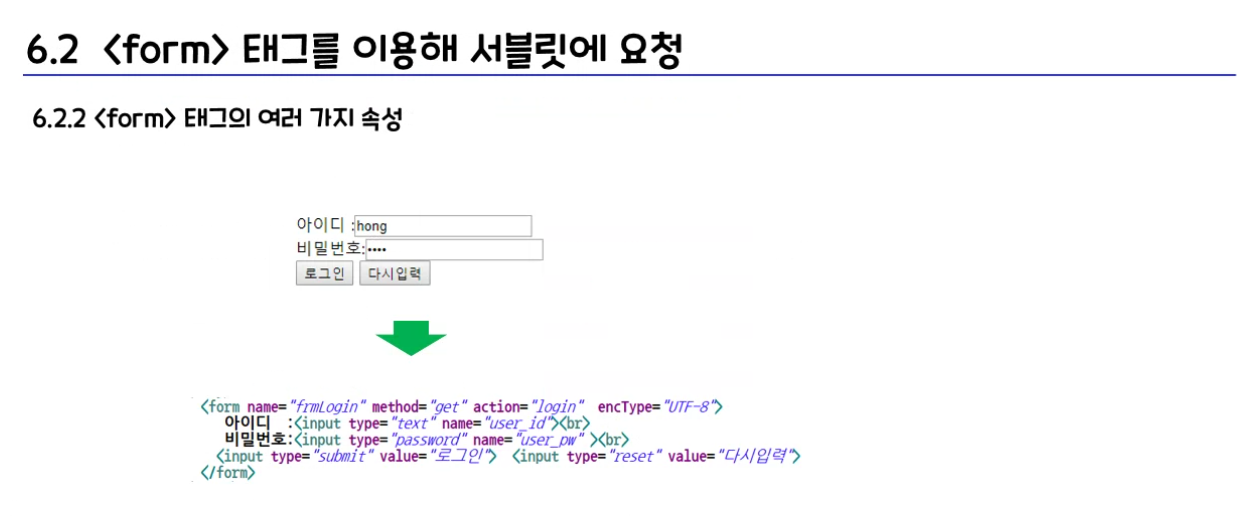 6.2 <form> 태그를 이용해 서블릿에 요청
6.2.2 <form> 태그의 여러 가지 속성
아이디 :hong
비밀번호:••••
로그인 다시입력
<form name="frmLogin" method="get" action="login" encType="UTF-8">
아이디 :<input type="text" name="user_id"><br>
비밀번호:<input type="password" name="user_pw" ><br>
<input type="submit" value="로그인"> <input type="reset" value="다시입력">
</form>